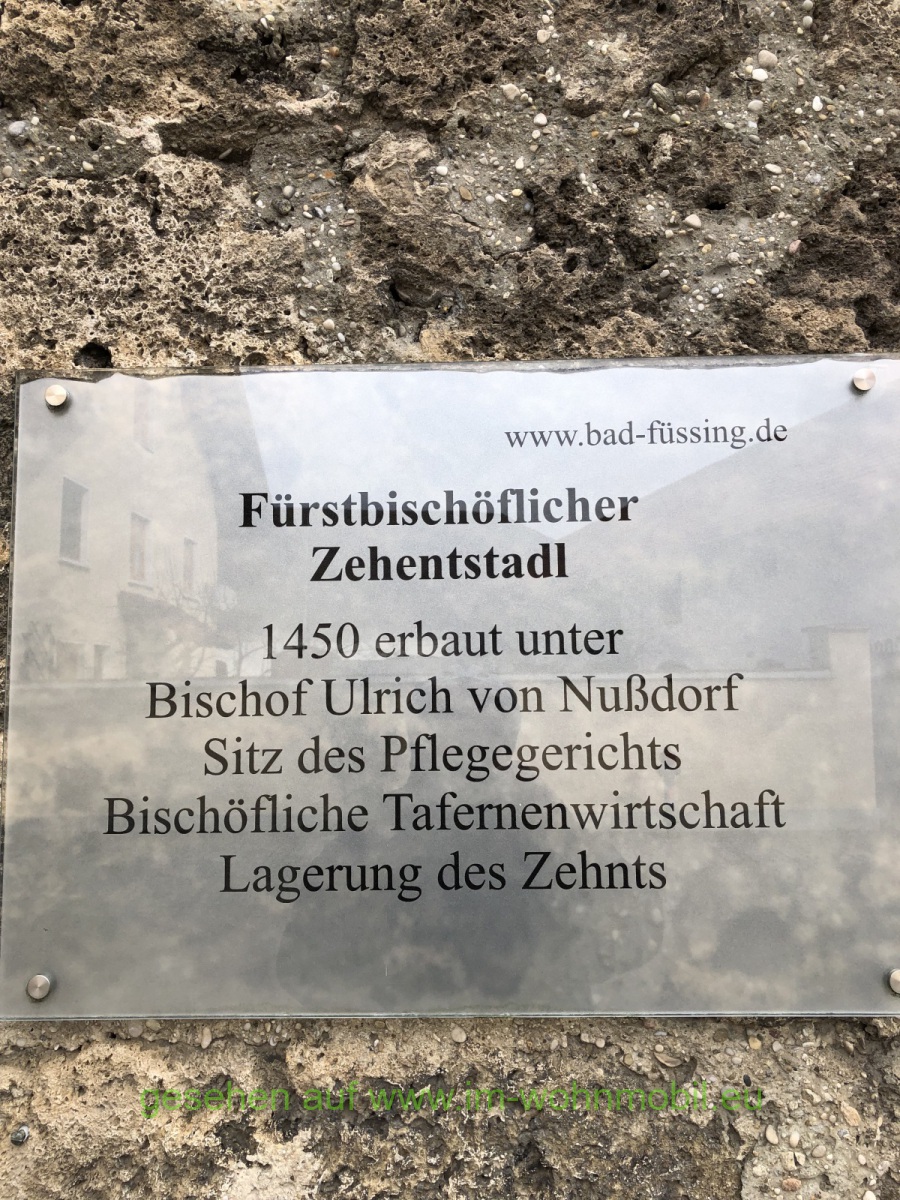 www.bad-füssing.de
Fürstbischöflicher
Zehentstadl
1450 erbaut unter
Bischof Ulrich von Nußdorf
Sitz des Pflegegerichts
Bischöfliche Tafernenwirtschaft
Lagerung des Zehnts
gesehen auf www.im-wohnmobil.eu